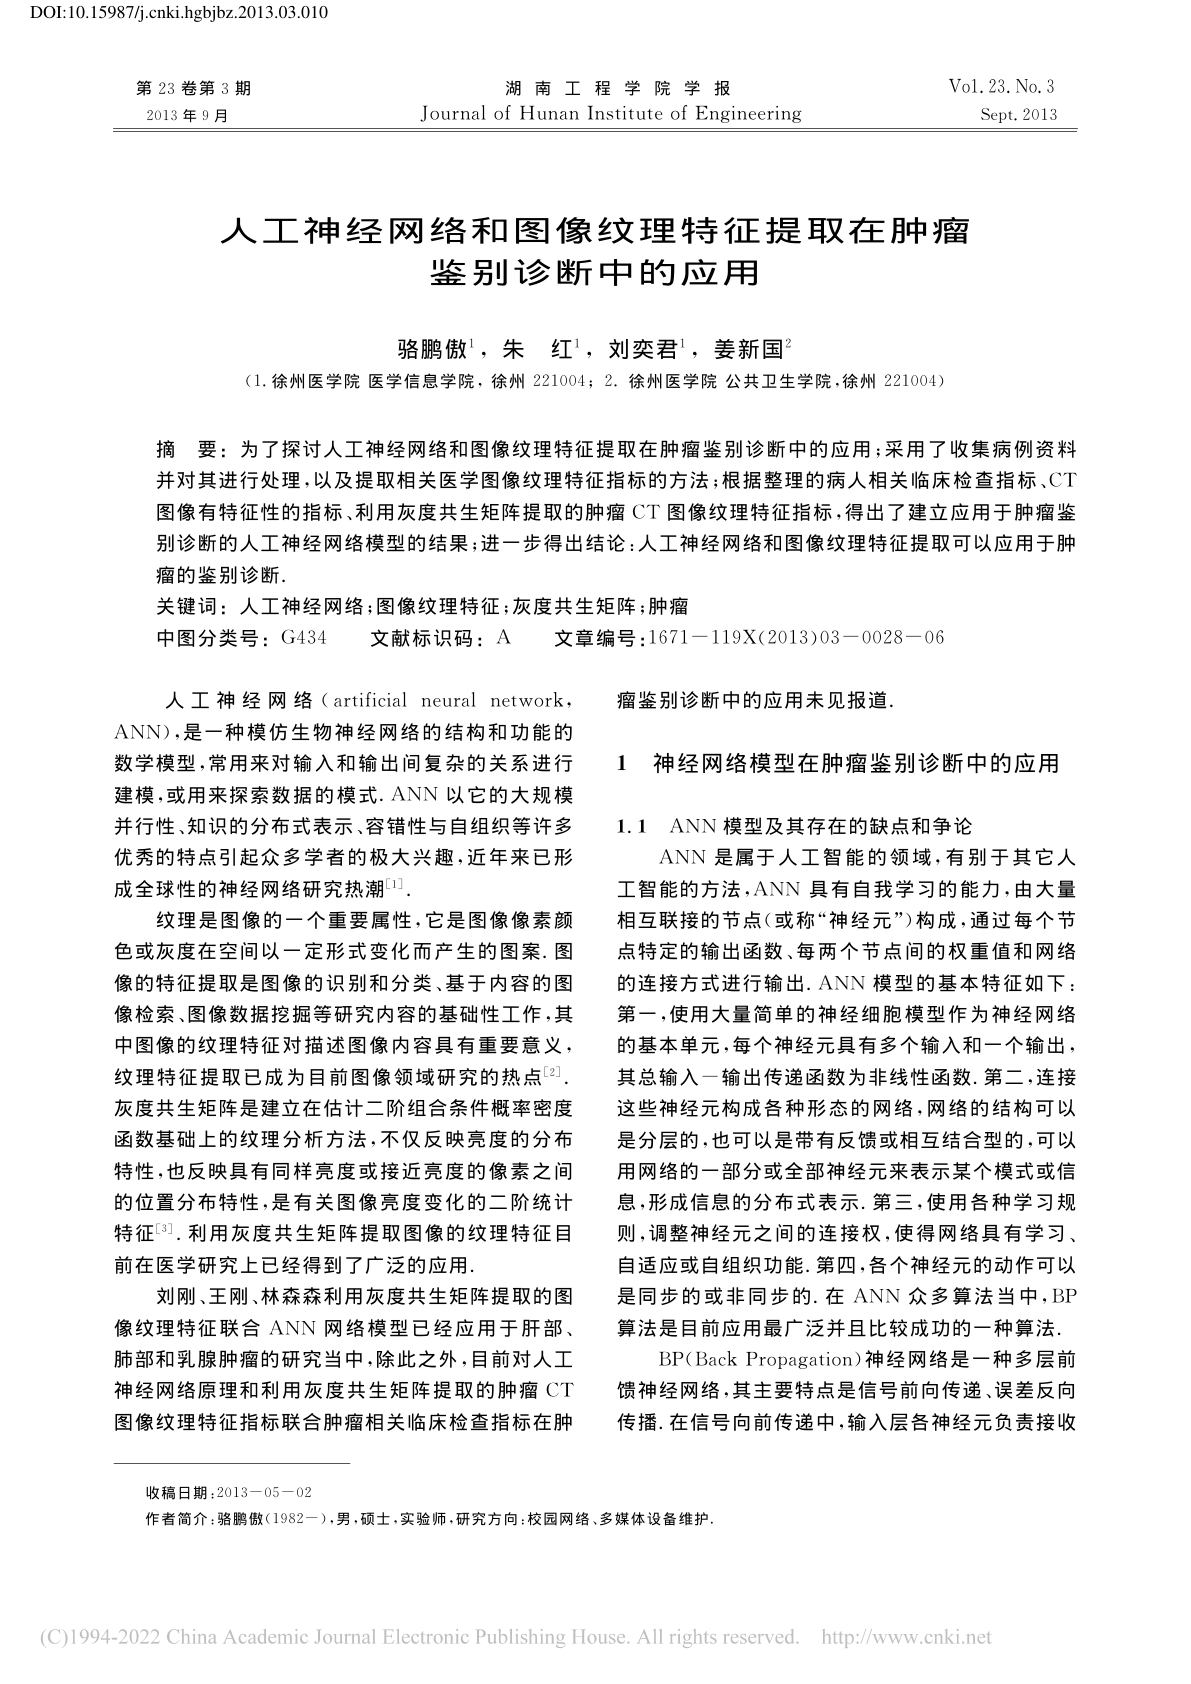 DOI:10.15987/j.cnki.hgbjbz.2013.03.010
第 23 卷第 3 期
湖 南 工 程 学 院 学 报
Vol. 23. No. 3
2013 年 9 月
Journal of Hunan Institute of Engineering
Sept. 2013
人工神经网络和图像纹理特征提取在肿瘤
鉴别诊断中的应用
骆鹏傲1，朱　红1，刘奕君1，姜新国2
（1. 徐州医学院 医学信息学院，徐州 221004；2. 徐州医学院 公共卫生学院，徐州 221004）
摘　要：为了探讨人工神经网络和图像纹理特征提取在肿瘤鉴别诊断中的应用；采用了收集病例资料
并对其进行处理，以及提取相关医学图像纹理特征指标的方法；根据整理的病人相关临床检查指标、CT
图像有特征性的指标、利用灰度共生矩阵提取的肿瘤 CT 图像纹理特征指标，得出了建立应用于肿瘤鉴
别诊断的人工神经网络模型的结果；进一步得出结论：人工神经网络和图像纹理特征提取可以应用于肿
瘤的鉴别诊断.
关键词：人工神经网络；图像纹理特征；灰度共生矩阵；肿瘤
中图分类号：G434　　文献标识码：A　　文章编号：1671－119X(2013)03－0028－06
人工神经网络（artificial neural network，
ANN），是一种模仿生物神经网络的结构和功能的
数学模型，常用来对输入和输出间复杂的关系进行
建模，或用来探索数据的模式. ANN 以它的大规模
并行性、知识的分布式表示、容错性与自组织等许多
优秀的特点引起众多学者的极大兴趣，近年来已形
成全球性的神经网络研究热潮[1].
纹理是图像的一个重要属性，它是图像像素颜
色或灰度在空间以一定形式变化而产生的图案. 图
像的特征提取是图像的识别和分类、基于内容的图
像检索、图像数据挖掘等研究内容的基础性工作，其
中图像的纹理特征对描述图像内容具有重要意义，
纹理特征提取已成为目前图像领域研究的热点[2].
灰度共生矩阵是建立在估计二阶组合条件概率密度
函数基础上的纹理分析方法，不仅反映亮度的分布
特性，也反映具有同样亮度或接近亮度的像素之间
的位置分布特性，是有关图像亮度变化的二阶统计
特征[3]. 利用灰度共生矩阵提取图像的纹理特征目
前在医学研究上已经得到了广泛的应用.
刘刚、王刚、林森森利用灰度共生矩阵提取的图
像纹理特征联合 ANN 网络模型已经应用于肝部、
肺部和乳腺肿瘤的研究当中，除此之外，目前对人工
神经网络原理和利用灰度共生矩阵提取的肿瘤 CT
图像纹理特征指标联合肿瘤相关临床检查指标在肿
瘤鉴别诊断中的应用未见报道.
1　神经网络模型在肿瘤鉴别诊断中的应用
1. 1　ANN 模型及其存在的缺点和争论
ANN 是属于人工智能的领域，有别于其它人
工智能的方法，ANN 具有自我学习的能力，由大量
相互联接的节点（或称“神经元”）构成，通过每个节
点特定的输出函数、每两个节点间的权重值和网络
的连接方式进行输出. ANN 模型的基本特征如下：
第一，使用大量简单的神经细胞模型作为神经网络
的基本单元，每个神经元具有多个输入和一个输出，
其总输入－输出传递函数为非线性函数. 第二，连接
这些神经元构成各种形态的网络，网络的结构可以
是分层的，也可以是带有反馈或相互结合型的，可以
用网络的一部分或全部神经元来表示某个模式或信
息，形成信息的分布式表示. 第三，使用各种学习规
则，调整神经元之间的连接权，使得网络具有学习、
自适应或自组织功能. 第四，各个神经元的动作可以
是同步的或非同步的. 在 ANN 众多算法当中，BP
算法是目前应用最广泛并且比较成功的一种算法.
BP(Back Propagation)神经网络是一种多层前
馈神经网络，其主要特点是信号前向传递、误差反向
传播. 在信号向前传递中，输入层各神经元负责接收
收稿日期：2013－05－02
作者简介：骆鹏傲（1982－），男，硕士，实验师，研究方向：校园网络、多媒体设备维护.
(C)1994-2022 China Academic Journal Electronic Publishing House. All rights reserved. http://www.cnki.net